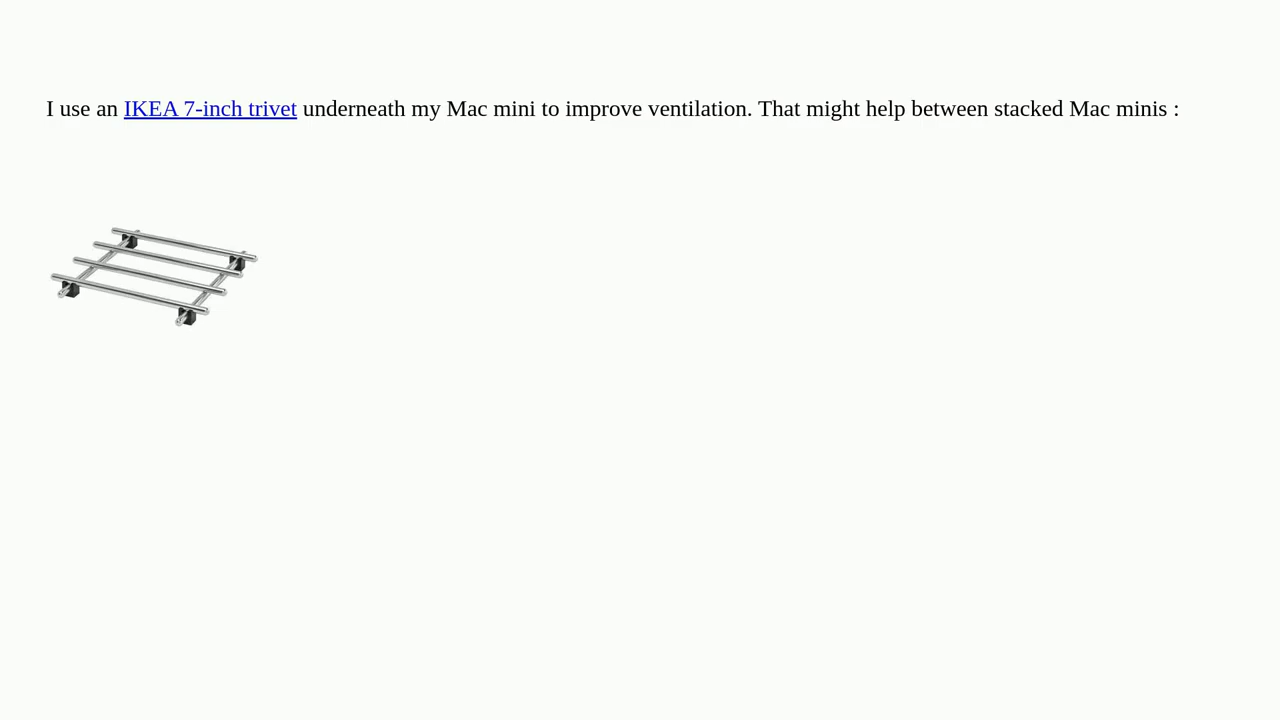 I use an IKEA 7-inch trivet underneath my Mac mini to improve ventilation. That might help between stacked Mac minis :